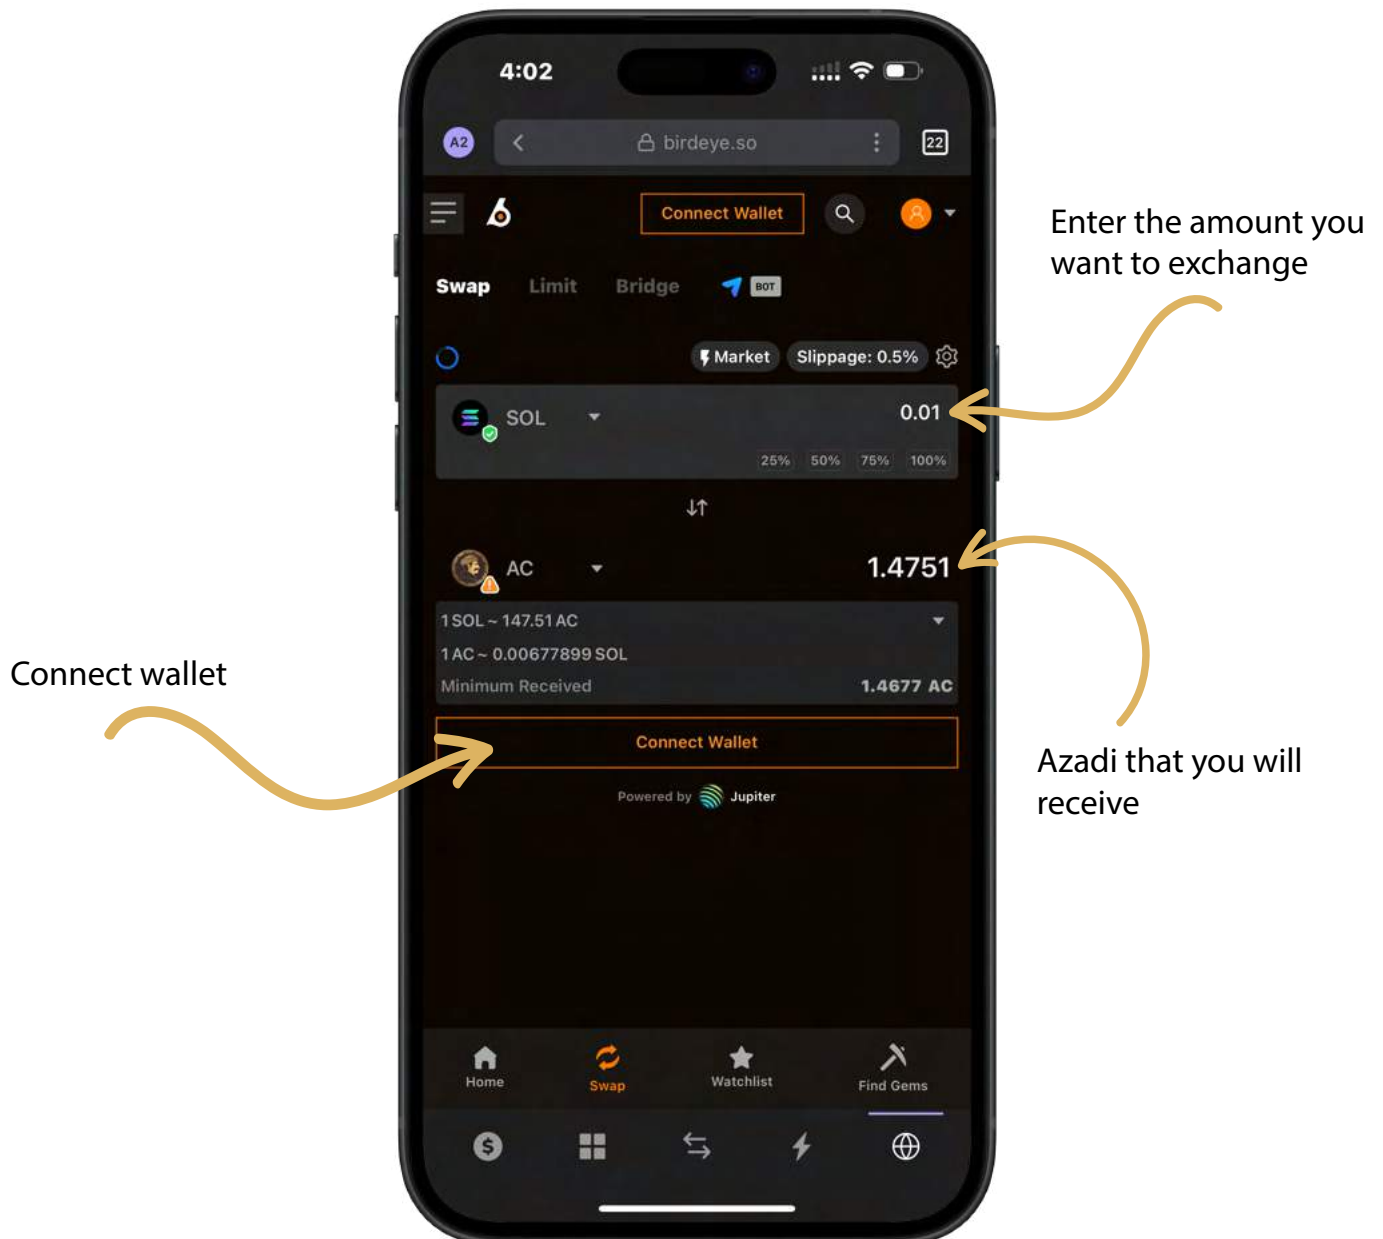 4:02
A2
birdeye.so
22
Connect Wallet
Enter the amount you
want to exchange
Swap Limit Bridge BOT
Market Slippage: 0.5%
SOL 0.01
25% 50% 75% 100%
AC 1.4751
1 SOL ~ 147.51 AC
1 AC ~ 0.00677899 SOL
Minimum Received 1.4677 AC
Connect wallet
Connect Wallet
Azadi that you will
receive
Powered by Jupiter
Home Swap Watchlist Find Gems